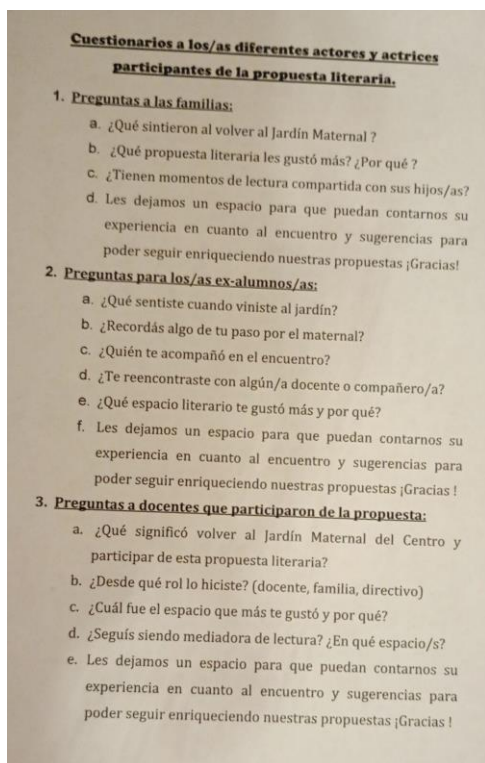 Cuestionarios a los/as diferentes actores y actrices
participantes de la propuesta literaria.
1. Preguntas a las familias:
a. ¿Qué sintieron al volver al Jardín Maternal ?
b. ¿Qué propuesta literaria les gustó más? ¿Por qué ?
c. ¿Tienen momentos de lectura compartida con sus hijos/as?
d. Les dejamos un espacio para que puedan contarnos su
experiencia en cuanto al encuentro y sugerencias para
poder seguir enriqueciendo nuestras propuestas ¡Gracias!
2. Preguntas para los/as ex-alumnos/as:
a. ¿Qué sentiste cuando viniste al jardín?
b. ¿Recordás algo de tu paso por el maternal?
c. ¿Quién te acompañó en el encuentro?
d. ¿Te reencontraste con algún/a docente o compañero/a?
e. ¿Qué espacio literario te gustó más y por qué?
f. Les dejamos un espacio para que puedan contarnos su
experiencia en cuanto al encuentro y sugerencias para
poder seguir enriqueciendo nuestras propuestas ¡Gracias !
3. Preguntas a docentes que participaron de la propuesta:
a. ¿Qué significó volver al Jardín Maternal del Centro y
participar de esta propuesta literaria?
b. ¿Desde qué rol lo hiciste? (docente, familia, directivo)
c. ¿Cuál fue el espacio que más te gustó y por qué?
d. ¿Seguís siendo mediadora de lectura? ¿En qué espacio/s?
e. Les dejamos un espacio para que puedan contarnos su
experiencia en cuanto al encuentro y sugerencias para
poder seguir enriqueciendo nuestras propuestas ¡Gracias !